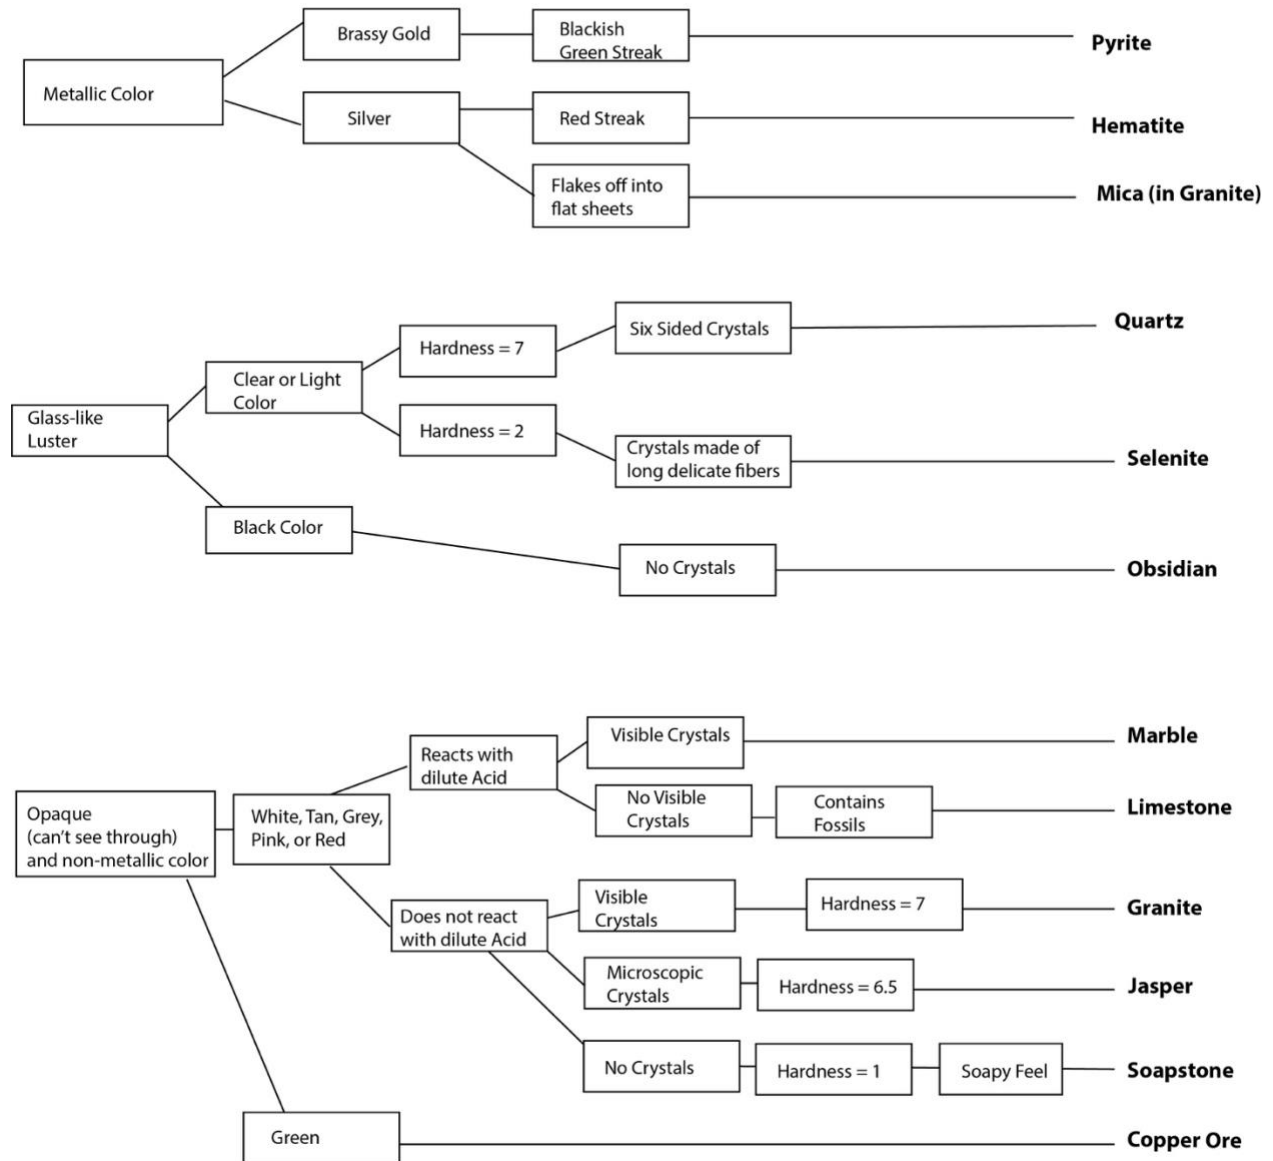 Brassy Gold
Blackish
Green Streak
Pyrite
Metallic Color
Silver
Red Streak
Hematite
Flakes off into
flat sheets
Mica (in Granite)
Quartz
Six Sided Crystals
Hardness = 7
Clear or Light
Color
Glass-like
Luster
Hardness = 2
Crystals made of
long delicate fibers
Selenite
Black Color
No Crystals
Obsidian
Marble
Visible Crystals
Reacts with
dilute Acid
No Visible
Crystals
Contains
Fossils
Limestone
Opaque
(can't see through)
and non-metallic color
White, Tan, Grey,
Pink, or Red
Does not react
with dilute Acid
Visible
Crystals
Hardness = 7
Granite
Microscopic
Crystals
Hardness = 6.5
Jasper
No Crystals
Hardness = 1
Soapy Feel
Soapstone
Green
Copper Ore